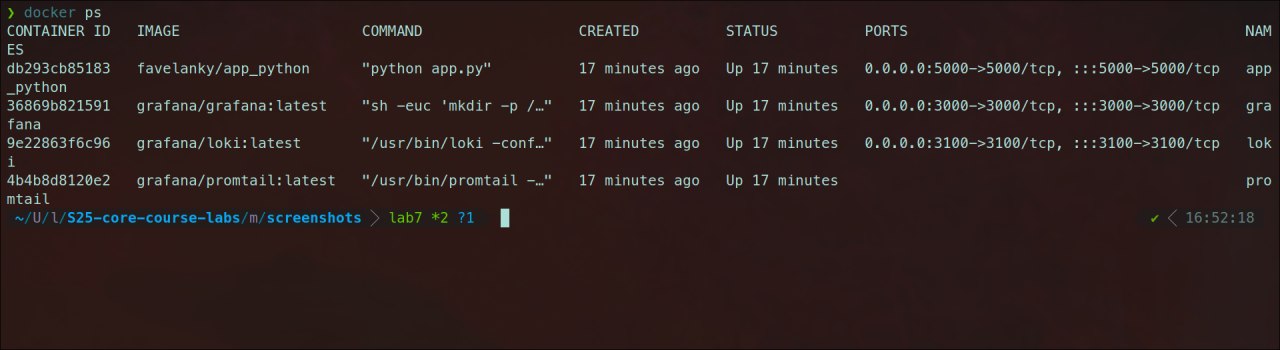 ❯ docker ps
CONTAINER ID   IMAGE                     COMMAND                  CREATED          STATUS          PORTS                                       NAM
ES
db293cb85183   favelanky/app_python      "python app.py"          17 minutes ago   Up 17 minutes   0.0.0.0:5000->5000/tcp, :::5000->5000/tcp   app
_python
36869b821591   grafana/grafana:latest    "sh -euc 'mkdir -p /…"   17 minutes ago   Up 17 minutes   0.0.0.0:3000->3000/tcp, :::3000->3000/tcp   gra
fana
9e22863f6c96   grafana/loki:latest       "/usr/bin/loki -conf…"   17 minutes ago   Up 17 minutes   0.0.0.0:3100->3100/tcp, :::3100->3100/tcp   lok
i
4b4b8d8120e2   grafana/promtail:latest   "/usr/bin/promtail -…"   17 minutes ago   Up 17 minutes                                               pro
mtail
~/U/l/S25-core-course-labs/m/screenshots lab7 *2 ?1 ✔ 16:52:18